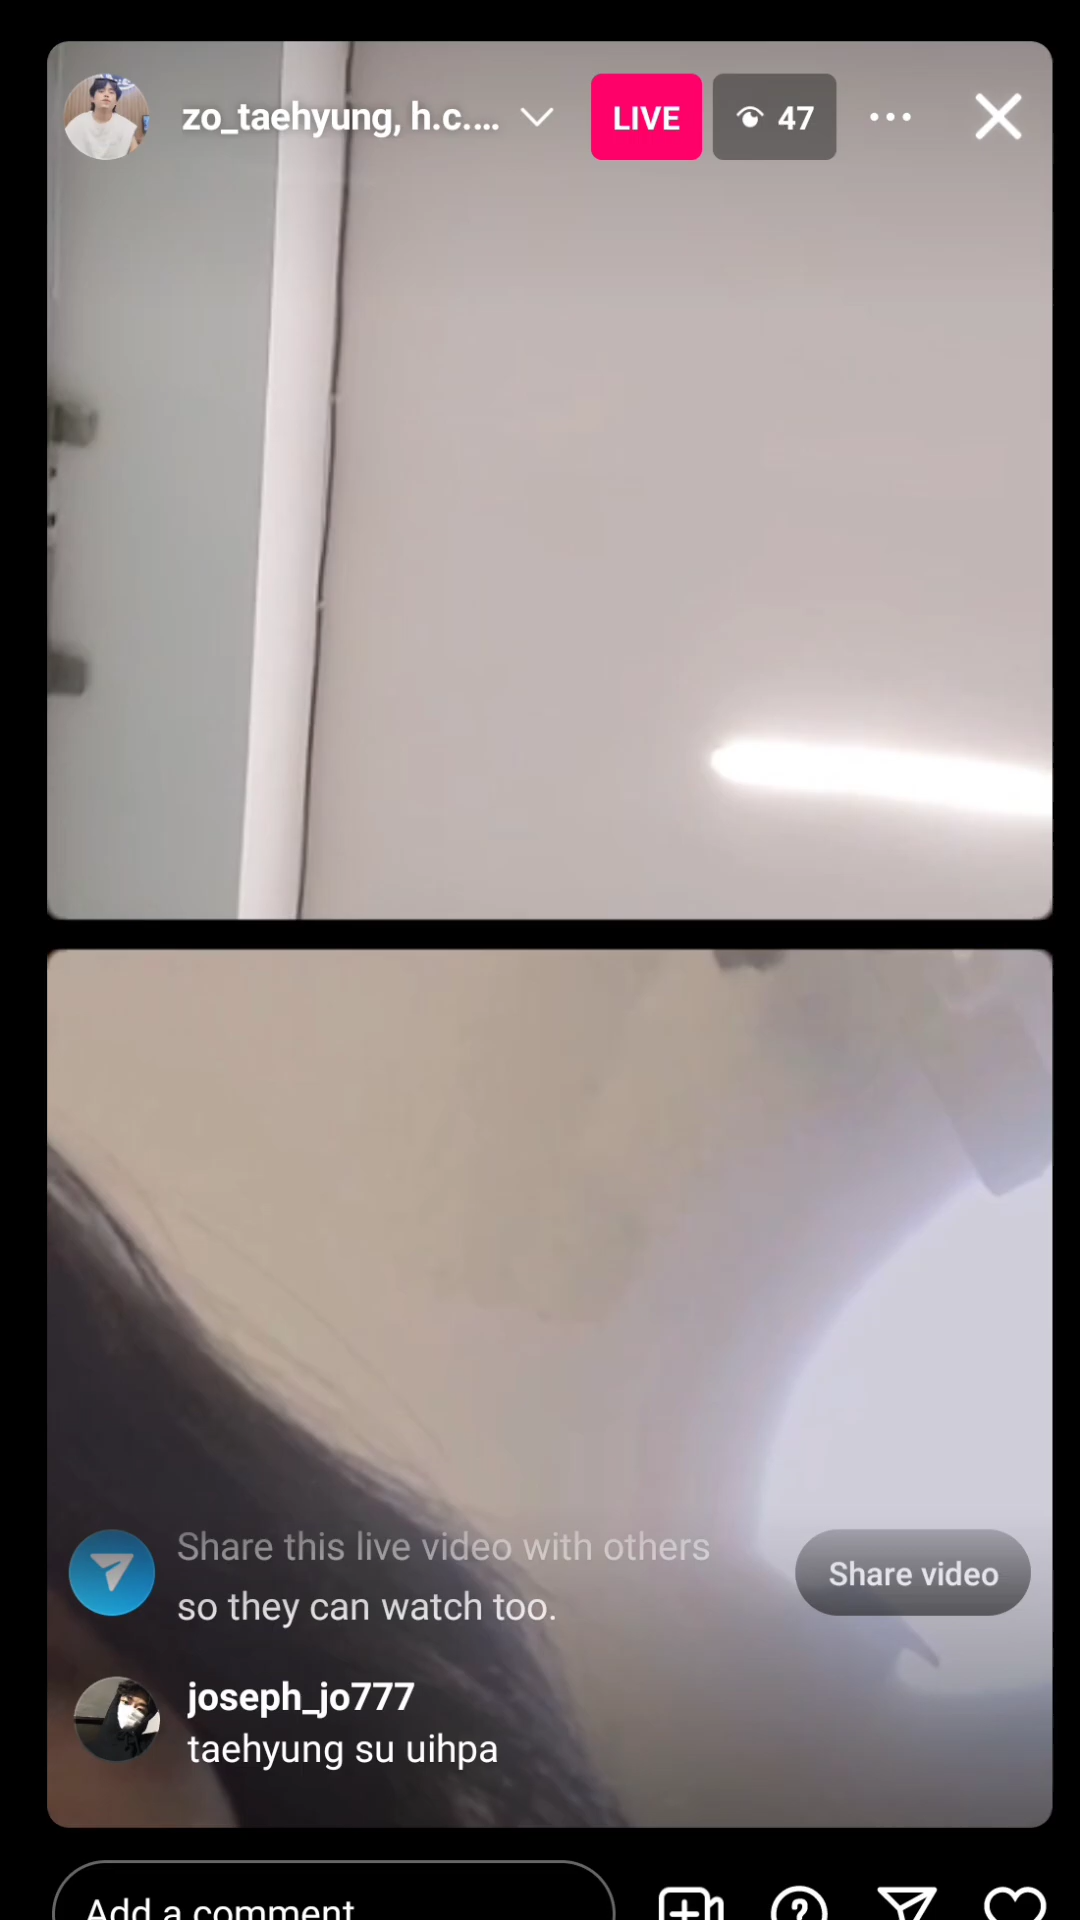 zo_taehyung, h.c.... LIVE 47
Share this live video with others
so they can watch too.
Share video
joseph_jo777
taehyung su uihpa
Add a comment